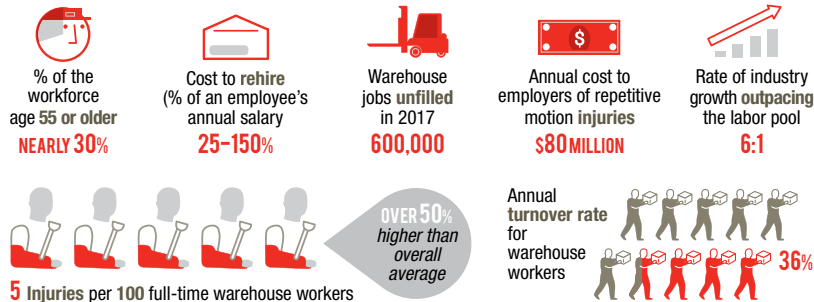 % of the
workforce
age 55 or older
NEARLY 30%
Cost to rehire
(% of an employee's
annual salary
25–150%
Warehouse
jobs unfilled
in 2017
600,000
$
Annual cost to
employers of repetitive
motion injuries
$80 MILLION
Rate of industry
growth outpacing
the labor pool
6:1
5 Injuries per 100 full-time warehouse workers
OVER 50%
higher than
overall
average
Annual
turnover rate
for
warehouse
workers
36%